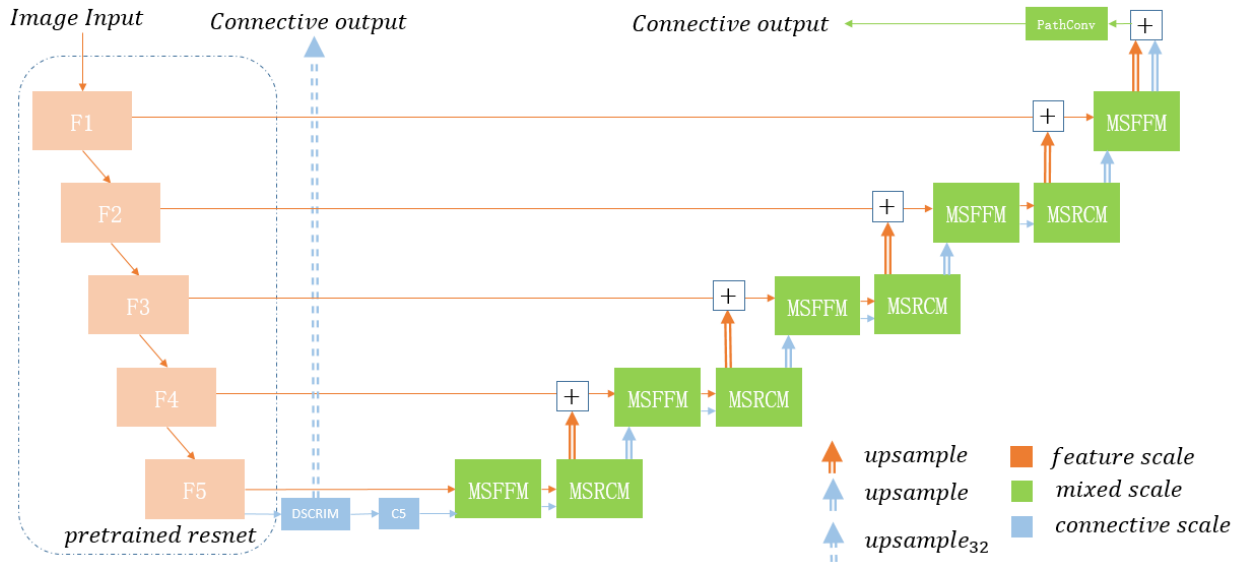 Image Input
Connective output
Connective output
PathConv
+
F1
+
MSFFM
F2
+
MSFFM
MSRCM
F3
+
MSFFM
MSRCM
F4
+
MSFFM
MSRCM
F5
MSFFM
MSRCM
DSCRIM
C5
pretrained resnet
upsample
feature scale
upsample
mixed scale
upsample₃₂
connective scale